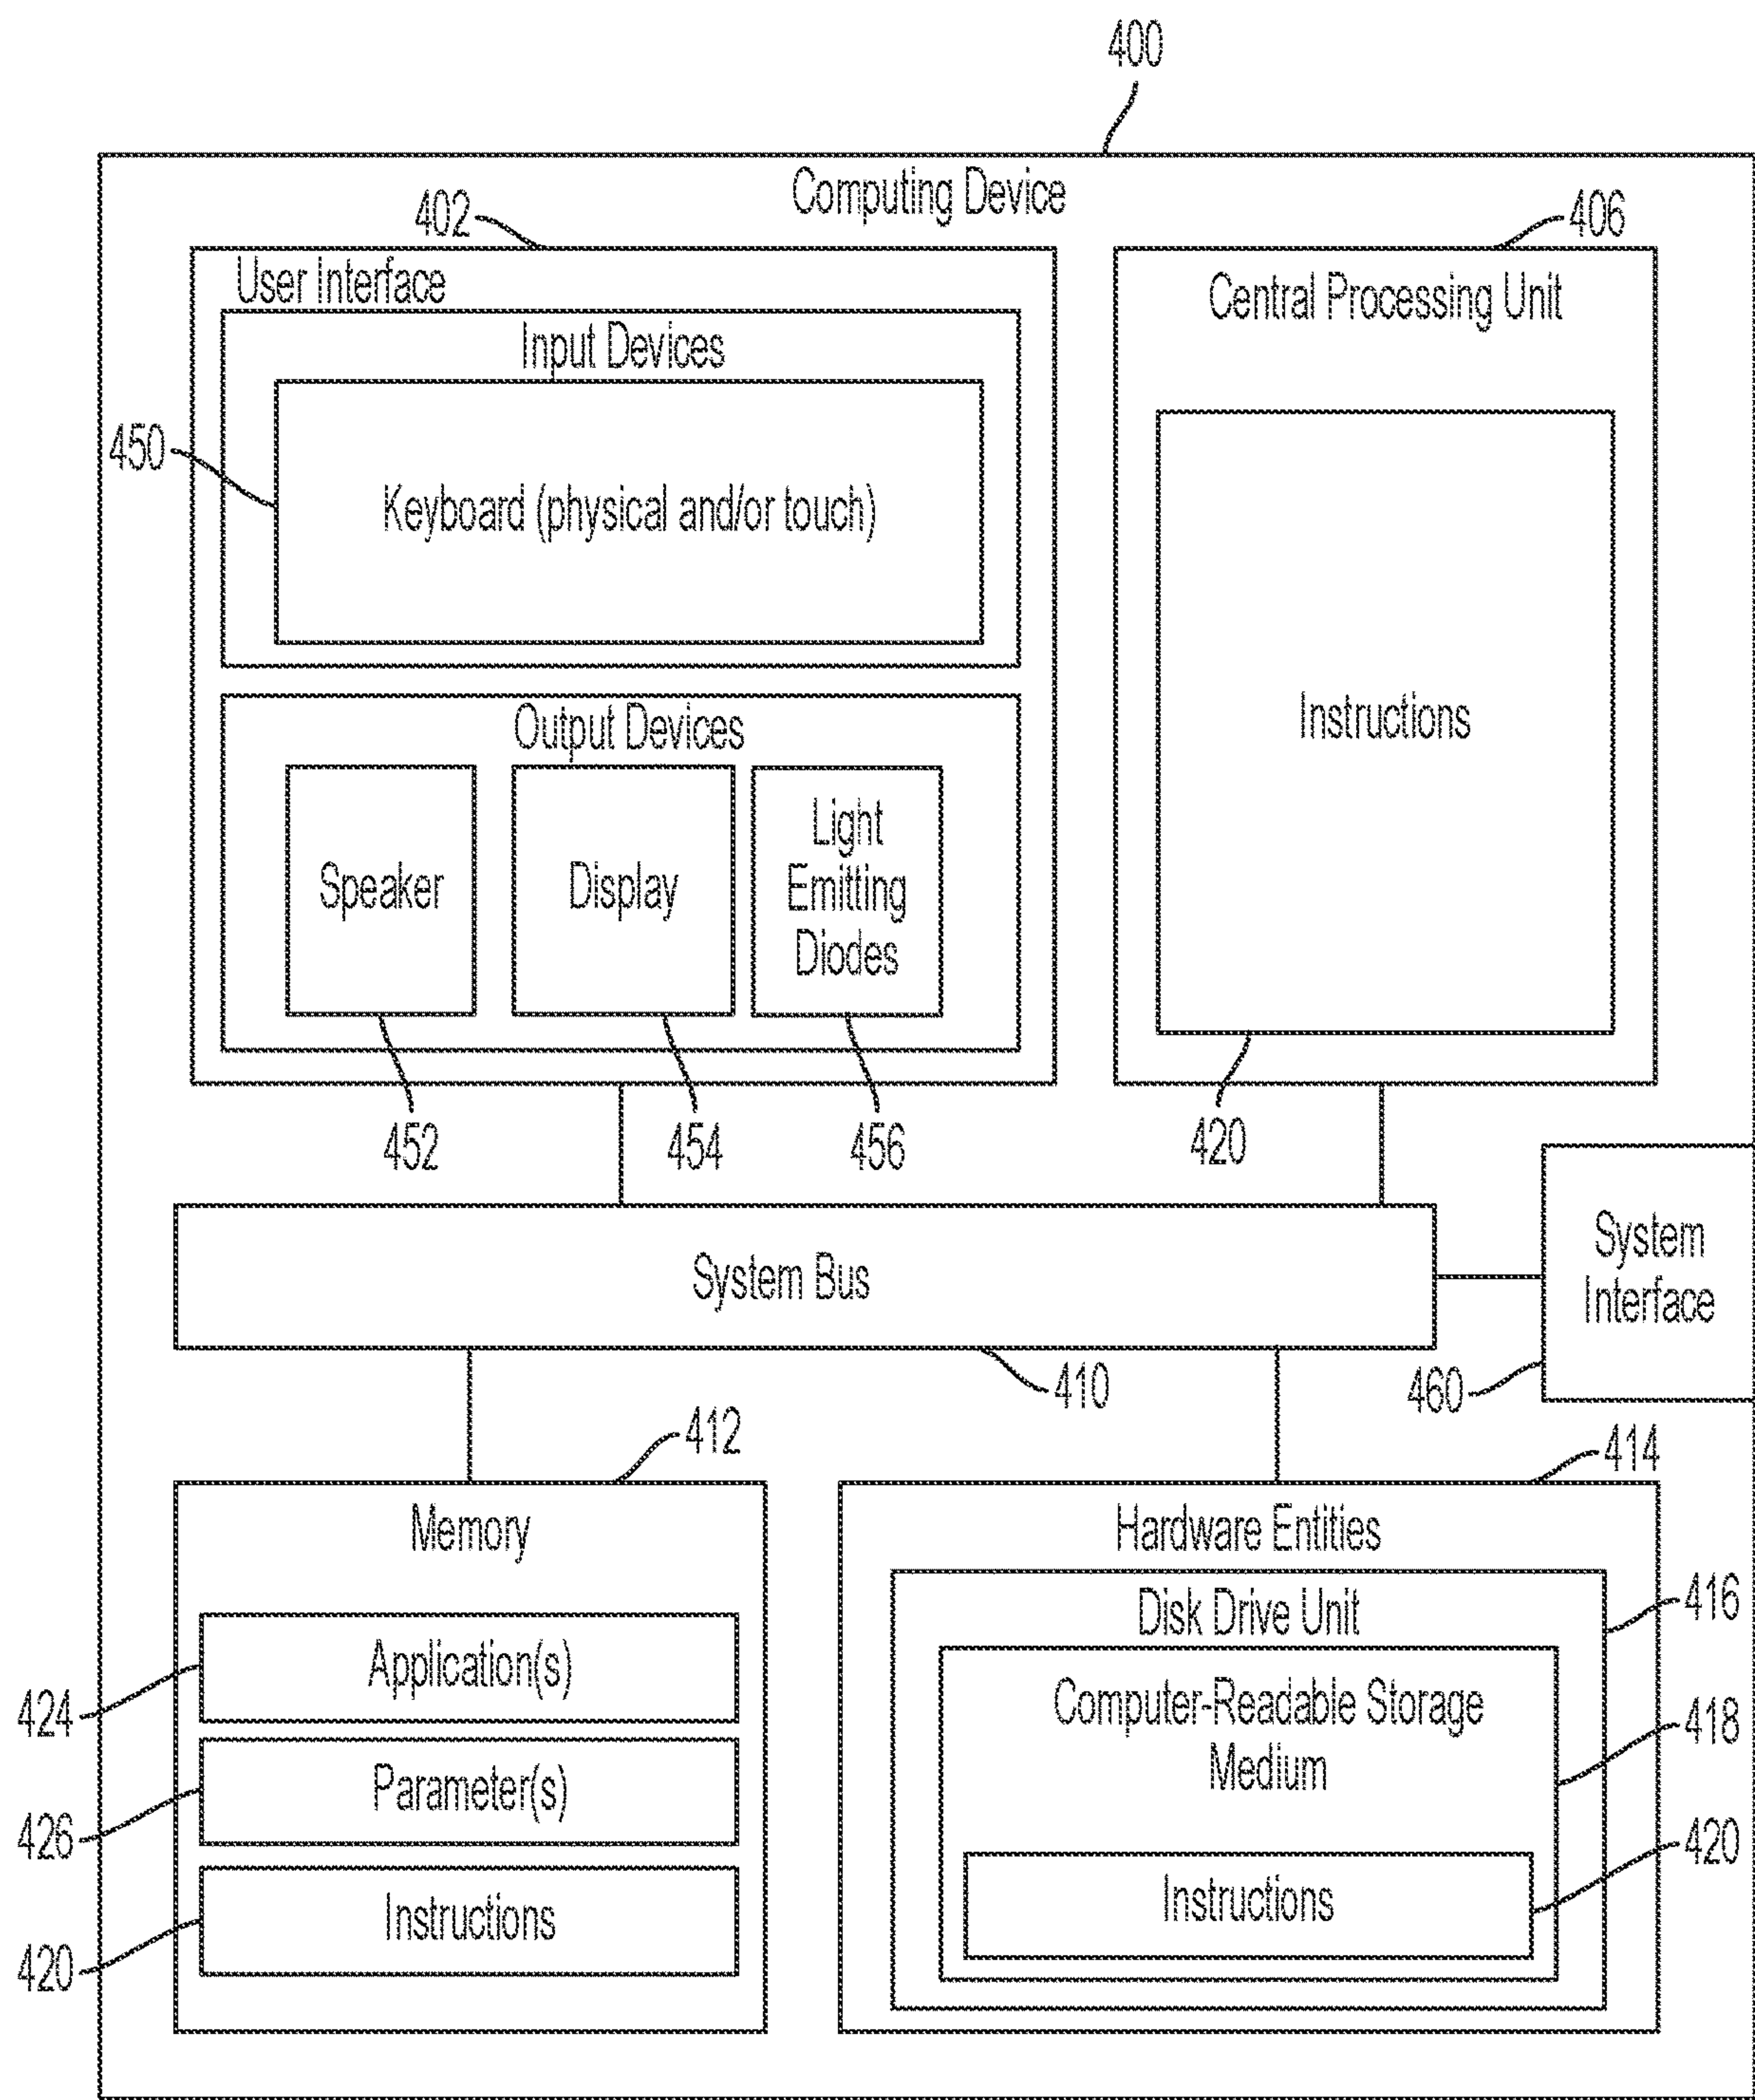 400
Computing Device
402
406
User Interface
Central Processing Unit
Input Devices
450
Keyboard (physical and/or touch)
Instructions
Output Devices
Speaker
Display
Light
Emitting
Diodes
452
454
456
420
System Bus
System
Interface
410
460
412
414
Memory
Hardware Entities
416
Disk Drive Unit
Application(s)
424
Computer-Readable Storage
Medium
418
Parameter(s)
426
420
Instructions
Instructions
420